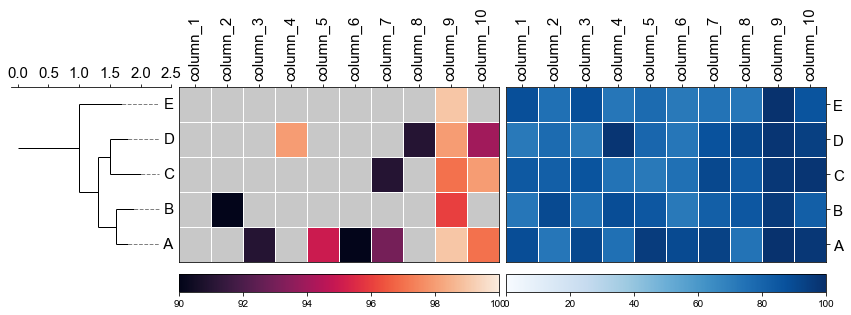 column_1 column_2 column_3 column_4 column_5 column_6 column_7 column_8 column_9 column_10 column_1 column_2 column_3 column_4 column_5 column_6 column_7 column_8 column_9 column_10
0.0 0.5 1.0 1.5 2.0 2.5
E E
D D
C C
B B
A A
90 92 94 96 98 100 0 20 40 60 80 100